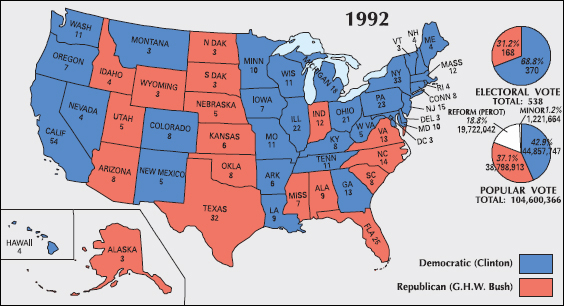 1992
WASH
11
OREGON
7
CALIF
54
NEVADA
4
IDAHO
4
MONTANA
3
WYOMING
3
UTAH
5
ARIZONA
8
COLORADO
8
NEW MEXICO
5
N DAK
3
S DAK
3
NEBRASKA
5
KANSAS
6
OKLA
8
TEXAS
32
MINN
10
IOWA
7
MO
11
ARK
6
LA
9
WIS
11
ILL
22
MICHIGAN 18
IND
12
OHIO
21
KY
8
TENN
11
MISS
7
ALA
9
GA
13
FLA 25
SC
8
NC
14
VA
13
W VA
5
PA
23
NY
33
VT
3
NH
4
ME
4
MASS
12
RI 4
CONN 8
NJ 15
DEL 3
MD 10
DC 3
HAWAII
4
ALASKA
3
31.2%
168
68.8%
370
ELECTORAL VOTE
TOTAL: 538
REFORM (PEROT)
18.8%
19,722,042
MINOR 1.2%
1,221,664
42.9%
44,857,747
37.1%
38,798,913
POPULAR VOTE
TOTAL: 104,600,366
Democratic (Clinton)
Republican (G.H.W. Bush)